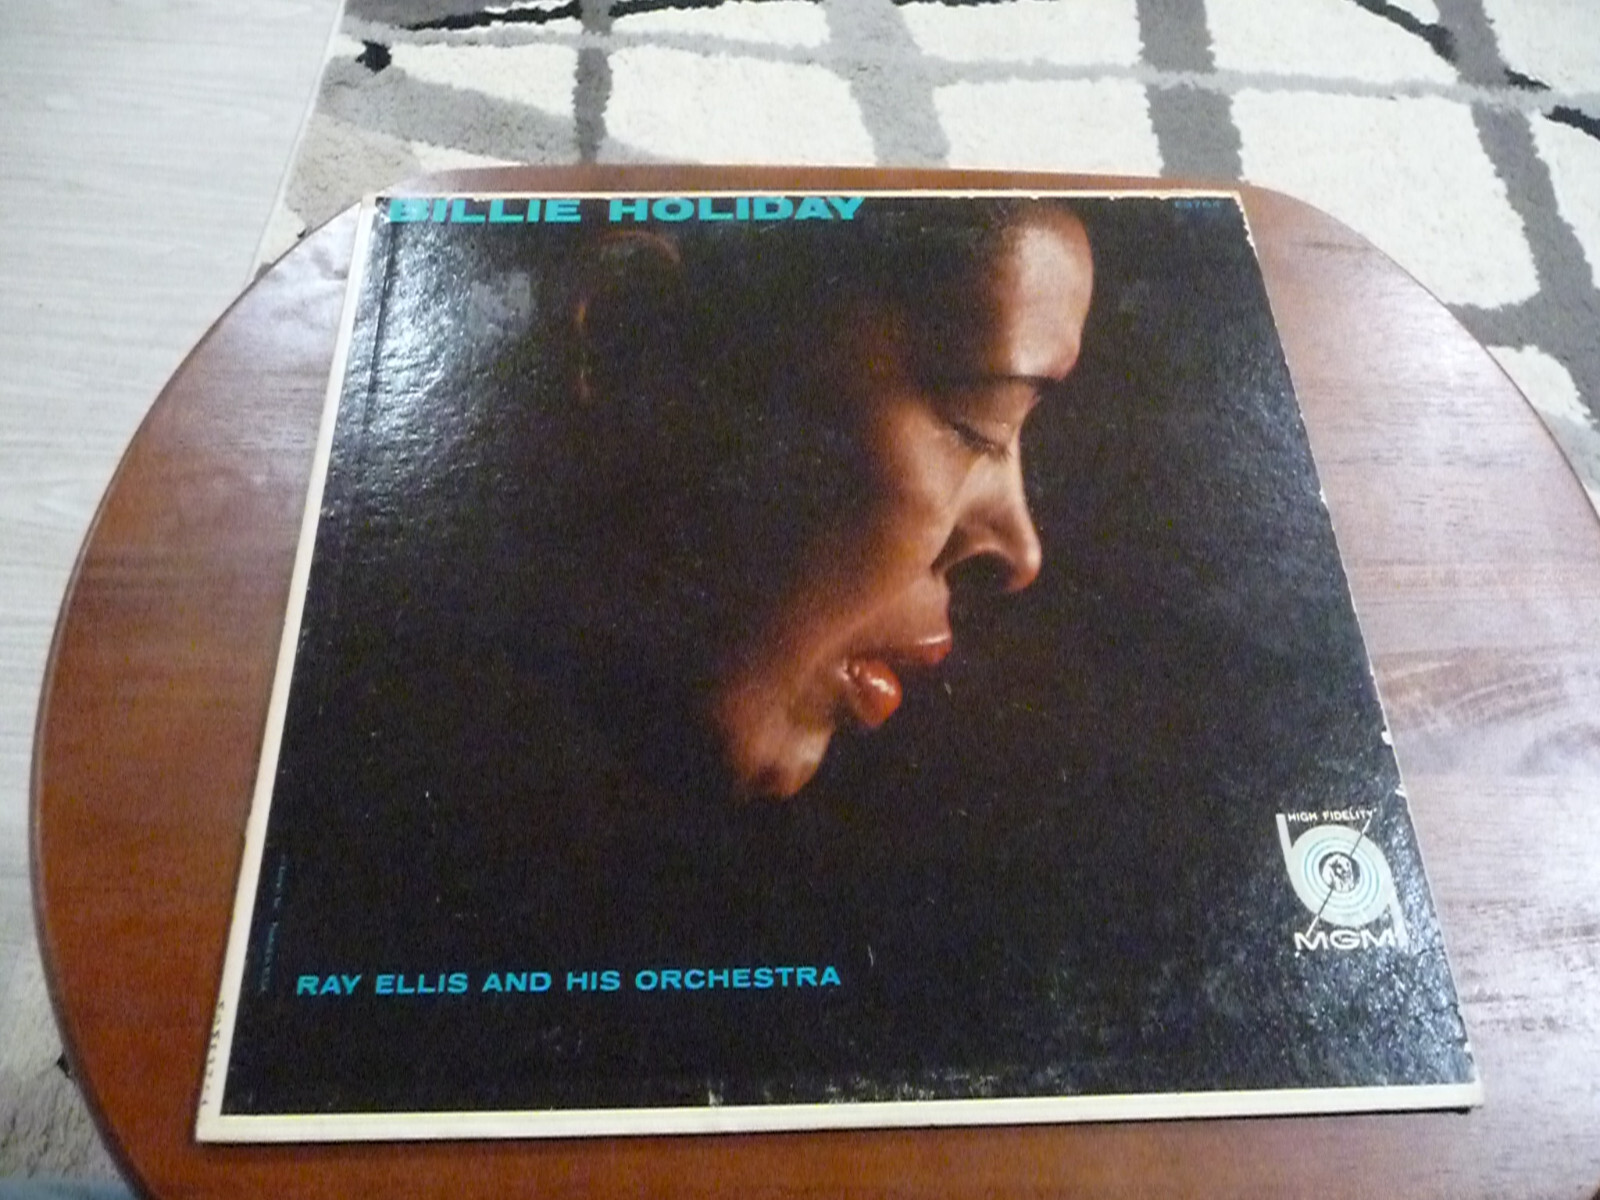 BILLIE HOLIDAY
HIGH FIDELITY
MGM
RAY ELLIS AND HIS ORCHESTRA